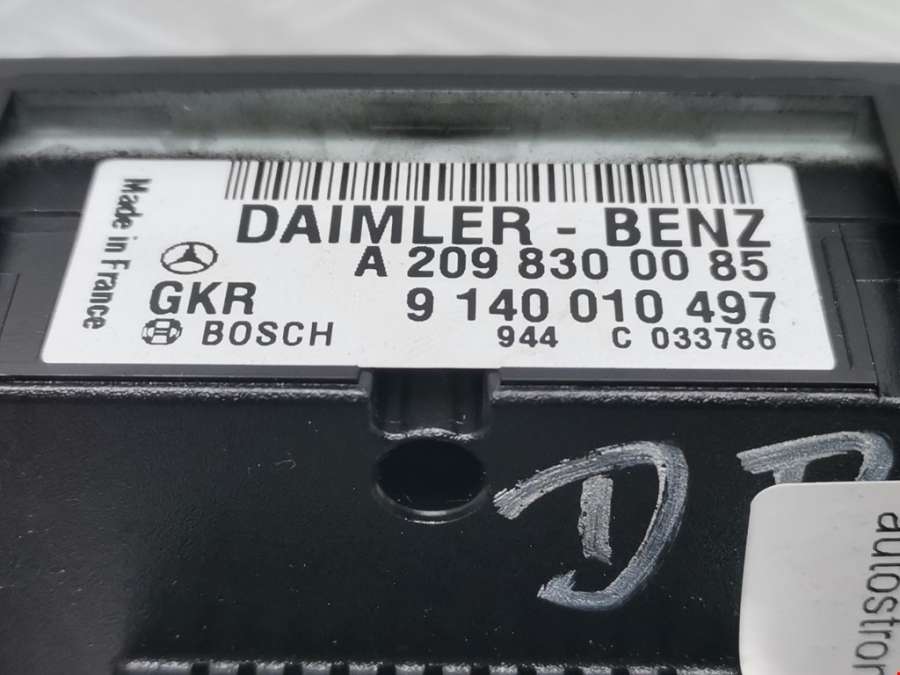 Made in France
DAIMLER - BENZ
A 209 830 00 85
GKR 9 140 010 497
BOSCH 944 C 033786
D